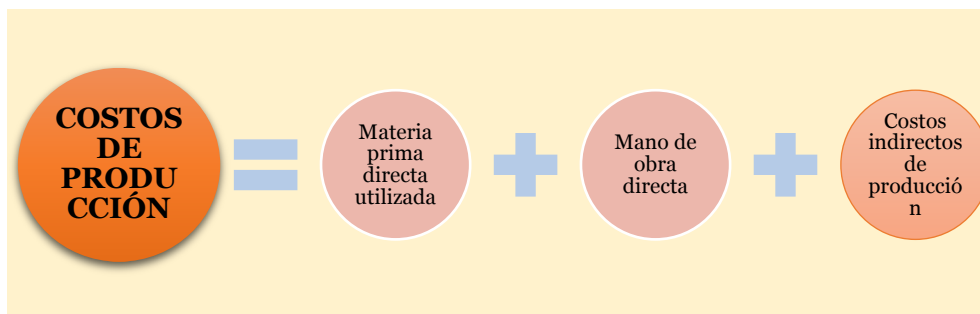 COSTOS
DE
PRODU
CCIÓN
Materia
prima
directa
utilizada
Mano de
obra
directa
Costos
indirectos
de
producció
n